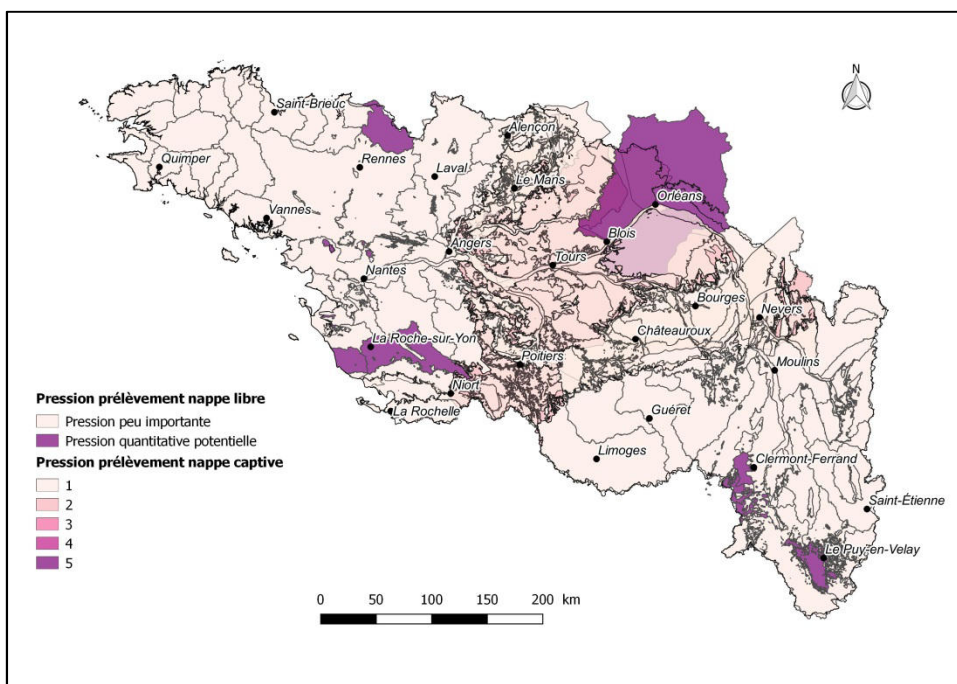 N
Saint-Brieuc
Alençon
Quimper
Rennes
Laval
Le Mans
Orléans
Vannes
Blois
Angers
Tours
Nantes
Bourges
Nevers
Châteauroux
La Roche-sur-Yon
Poitiers
Moulins
Niort
La Rochelle
Guéret
Limoges
Clermont-Ferrand
Saint-Étienne
Le Puy-en-Velay
Pression prélèvement nappe libre
Pression peu importante
Pression quantitative potentielle
Pression prélèvement nappe captive
1
2
3
4
5
0 50 100 150 200 km